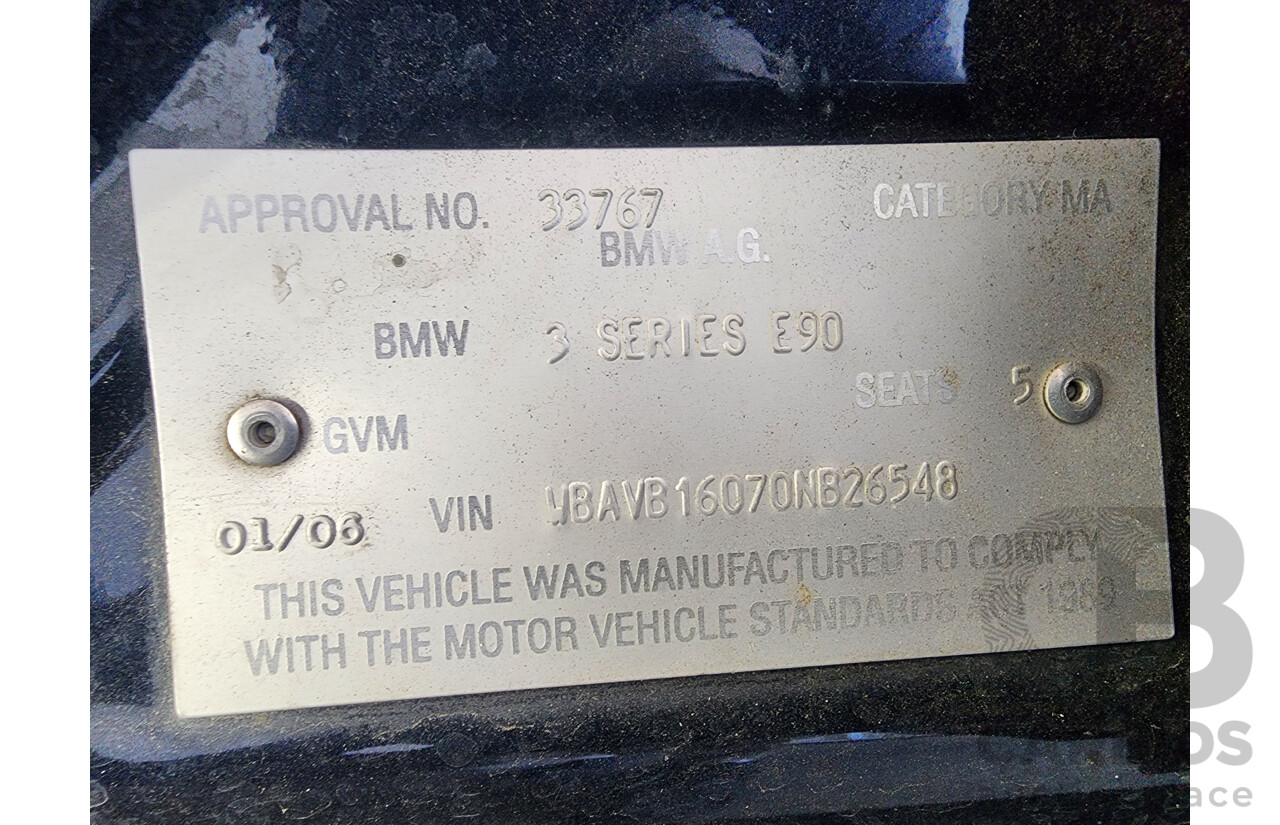 APPROVAL NO. 33767 CATEGORY MA
BMW A.G.
BMW 3 SERIES E90
SEATS 5
GVM
01/06 VIN WBAVB16070NB26548
THIS VEHICLE WAS MANUFACTURED TO COMPLY
WITH THE MOTOR VEHICLE STANDARDS ACT 1989
B